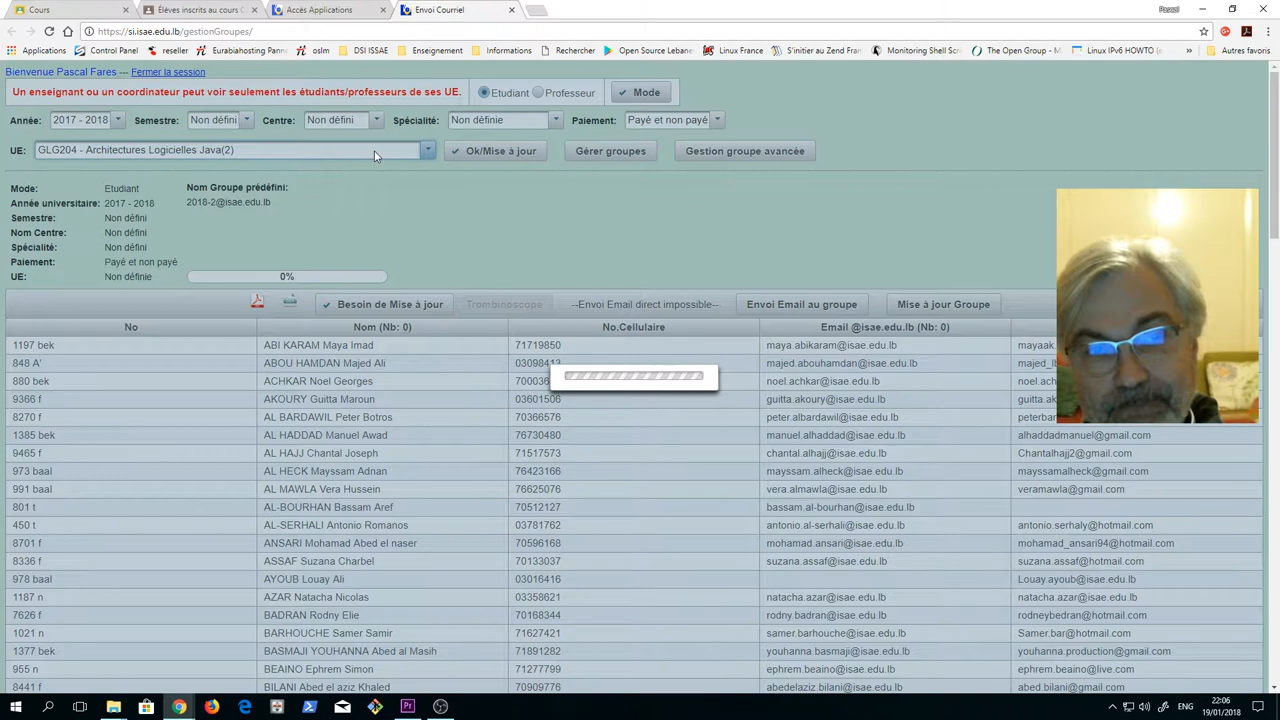 Cours
Élèves inscrits au cours G
Accès Applications
Envoi Courriel
Pascal
https://si.isae.edu.lb/gestionGroupes/
Applications
Control Panel
reseller
Eurabiahosting Pannel
oslm
DSI ISSAE
Enseignement
Informations
Rechercher
Open Source Lebane
Linux France
S'initier au Zend Fran
Monitoring Shell Scr
The Open Group - M
Linux IPv6 HOWTO (e
Autres favoris
Bienvenue Pascal Fares --- Fermer la session
Un enseignant ou un coordinateur peut voir seulement les étudiants/professeurs de ses UE.
Etudiant
Professeur
Mode
Année: 2017 - 2018 Semestre: Non défini Centre: Non défini Spécialité: Non définie Paiement: Payé et non payé
UE: GLG204 - Architectures Logicielles Java(2)
Ok/Mise à jour
Gérer groupes
Gestion groupe avancée
Mode: Etudiant
Nom Groupe prédéfini:
Année universitaire: 2017 - 2018
2018-2@isae.edu.lb
Semestre: Non défini
Nom Centre: Non défini
Spécialité: Non défini
Paiement: Payé et non payé
UE: Non définie
0%
Besoin de Mise à jour
Trombinoscope
--Envoi Email direct impossible--
Envoi Email au groupe
Mise à jour Groupe
No Nom (Nb: 0) No.Cellulaire Email @isae.edu.lb (Nb: 0)
1197 bek ABI KARAM Maya Imad 71719850 maya.abikaram@isae.edu.lb
848 A' ABOU HAMDAN Majed Ali 03098413 majed.abouhamdan@isae.edu.lb
880 bek ACHKAR Noel Georges noel.achkar@isae.edu.lb
9366 f AKOURY Guitta Maroun 03601506 guitta.akoury@isae.edu.lb
8270 f AL BARDAWIL Peter Botros 70366576 peter.albardawil@isae.edu.lb
1385 bek AL HADDAD Manuel Awad 76730480 manuel.alhaddad@isae.edu.lb alhaddadmanuel@gmail.com
9465 f AL HAJJ Chantal Joseph 71517573 chantal.alhajj@isae.edu.lb Chantalhajj2@gmail.com
973 baal AL HECK Mayssam Adnan 76423166 mayssam.alheck@isae.edu.lb mayssamalheck@gmail.com
991 baal AL MAWLA Vera Hussein 76625076 vera.almawla@isae.edu.lb veramawla@gmail.com
801 t AL-BOURHAN Bassam Aref 70512127 bassam.al-bourhan@isae.edu.lb
450 t AL-SERHALI Antonio Romanos 03781762 antonio.al-serhali@isae.edu.lb antonio.serhaly@hotmail.com
8701 f ANSARI Mohamad Abed el naser 70596168 mohamad.ansari@isae.edu.lb mohamad_ansari94@hotmail.com
8336 f ASSAF Suzana Charbel 70133037 suzana.assaf@isae.edu.lb suzana.assaf@hotmail.com
978 baal AYOUB Louay Ali 03016416 Louay.ayoub@isae.edu.lb
1187 n AZAR Natacha Nicolas 03358621 natacha.azar@isae.edu.lb natacha.azar@isae.edu.lb
7626 f BADRAN Rodny Elie 70168344 rodny.badran@isae.edu.lb rodneybedran@hotmail.com
1021 n BARHOUCHE Samer Samir 71627421 samer.barhouche@isae.edu.lb Samer.bar@hotmail.com
1377 bek BASMAJI YOUHANNA Abed al Masih 71891282 youhanna.basmaji@isae.edu.lb youhanna.production@gmail.com
955 n BEAINO Ephrem Simon 71277799 ephrem.beaino@isae.edu.lb ephrem.beaino@live.com
8441 f BILANI Abed el aziz Khaled 70909776 abedelaziz.bilani@isae.edu.lb abed.bilani@gmail.com
ENG
22:06
19/01/2018